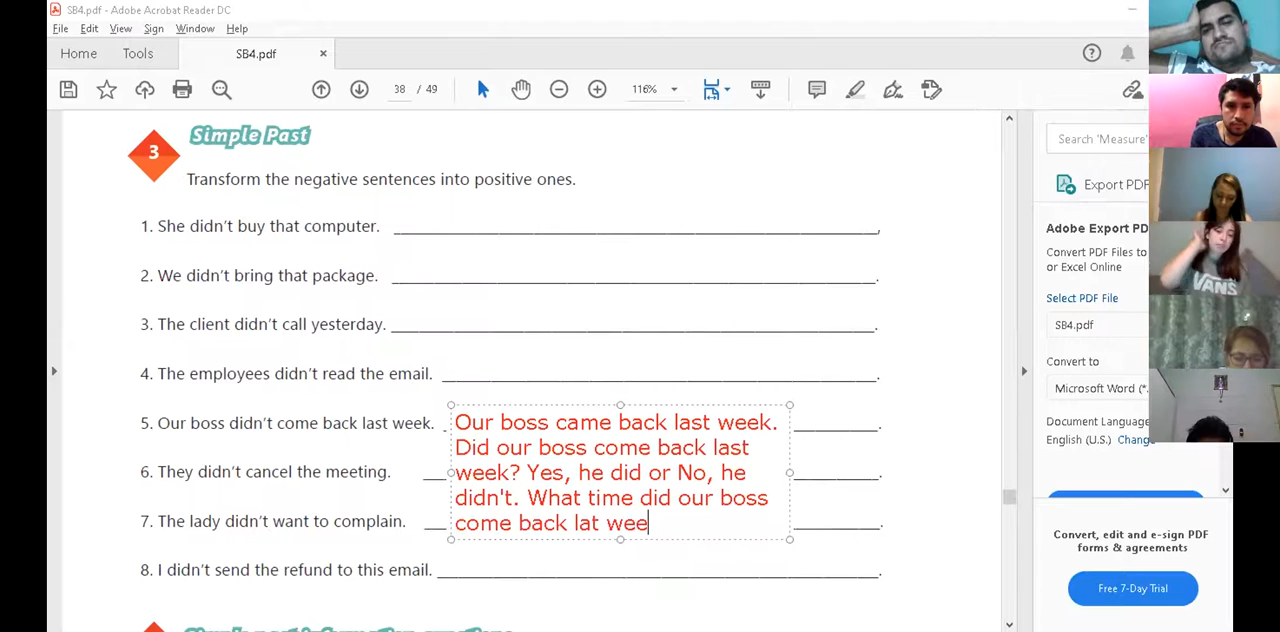 SB4.pdf - Adobe Acrobat Reader DC
File Edit View Sign Window Help
Home Tools SB4.pdf ×
38 / 49 116%
3 Simple Past
Search 'Measure'
Transform the negative sentences into positive ones.
Export PDF
1. She didn't buy that computer. ,
Adobe Export PD
Convert PDF Files to
or Excel Online
2. We didn't bring that package. .
Select PDF File
3. The client didn't call yesterday. .
SB4.pdf
Convert to
4. The employees didn't read the email. .
Microsoft Word (*.
5. Our boss didn't come back last week. .
Document Language
English (U.S.) Change
Our boss came back last week.
Did our boss come back last
week? Yes, he did or No, he
didn't. What time did our boss
come back lat wee
6. They didn't cancel the meeting. .
7. The lady didn't want to complain. .
8. I didn't send the refund to this email. .
Convert, edit and e-sign PDF
forms & agreements
Free 7-Day Trial
VANS